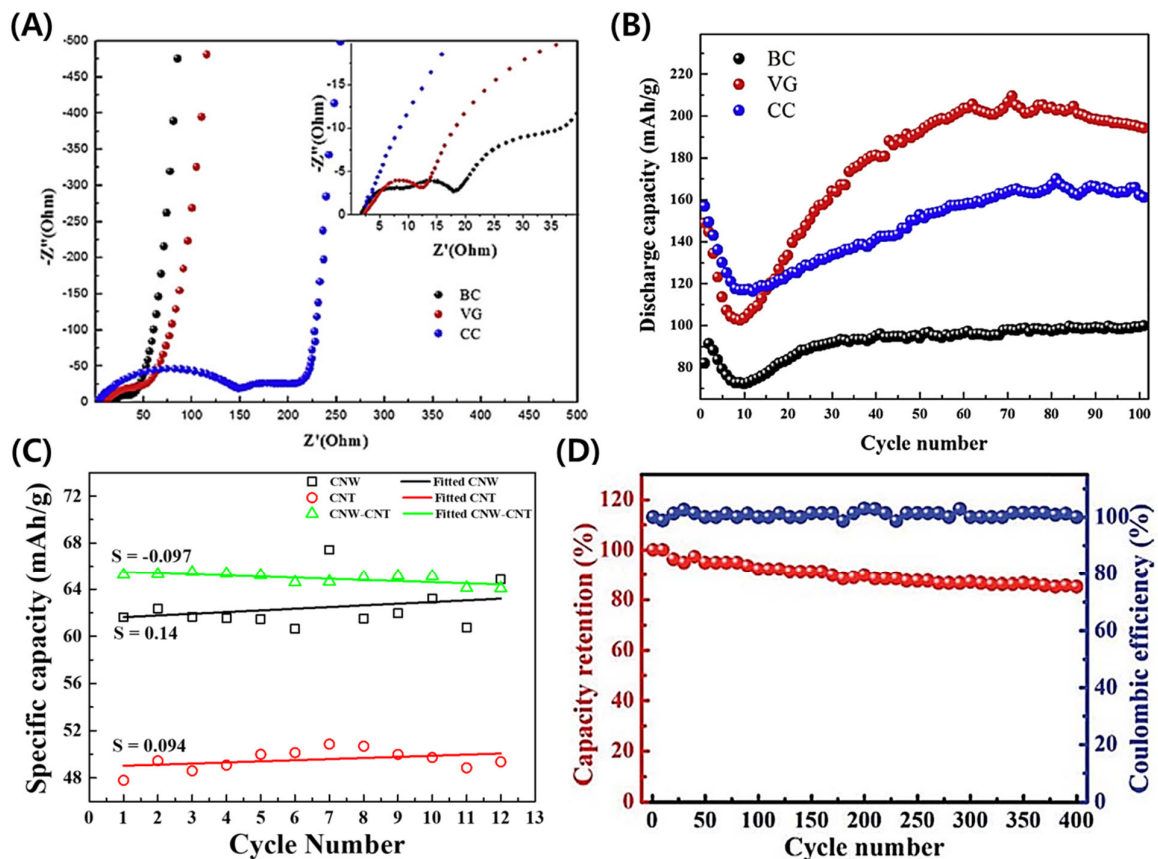 (A)
-500
-450
-400
-350
-300
-250
-200
-150
-100
-50
0
-Z''(Ohm)
50 100 150 200 250 300 350 400 450 500
Z'(Ohm)
-15
-10
-5
0
-Z''(Ohm)
5 10 15 20 25 30 35
Z'(Ohm)
BC
VG
CC
(B)
BC
VG
CC
220
200
180
160
140
120
100
80
Discharge capacity (mAh/g)
0 10 20 30 40 50 60 70 80 90 100
Cycle number
(C)
CNW Fitted CNW
CNT Fitted CNT
CNW-CNT Fitted CNW-CNT
72
68
64
60
56
52
48
Specific capacity (mAh/g)
S = -0.097
S = 0.14
S = 0.094
0 1 2 3 4 5 6 7 8 9 10 11 12 13
Cycle Number
(D)
120
100
80
60
40
20
0
Capacity retention (%)
100
80
60
40
20
0
Coulombic efficiency (%)
0 50 100 150 200 250 300 350 400
Cycle number